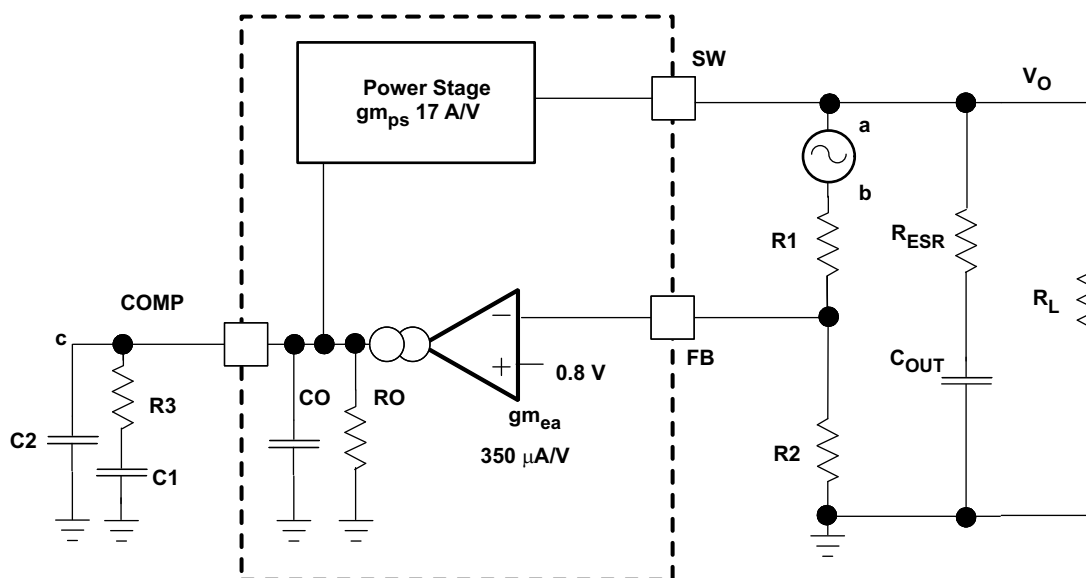 SW
Power Stage
gm_ps 17 A/V
V_O
a
b
R1
R_ESR
COMP
R_L
c
FB
0.8 V
C_OUT
R3
CO
RO
gm_ea
350 μA/V
C2
C1
R2